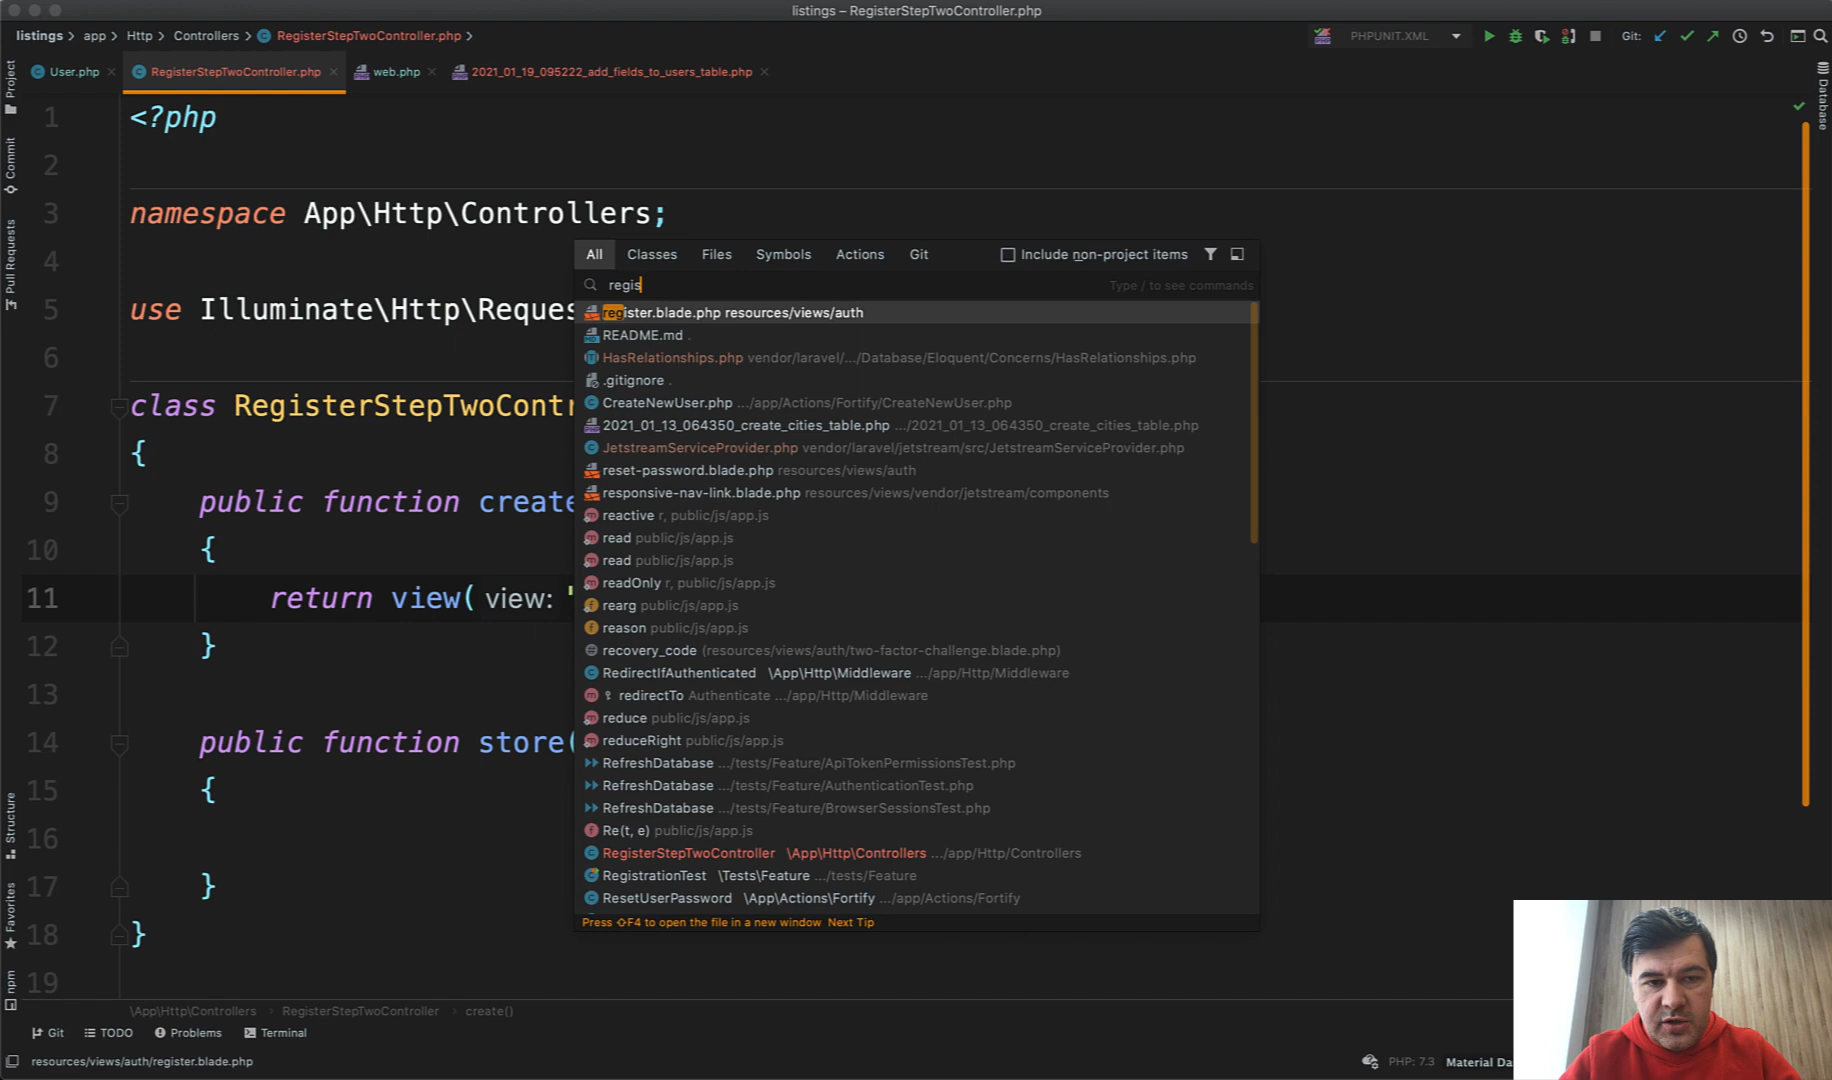 listings – RegisterStepTwoController.php
listings > app > Http > Controllers > RegisterStepTwoController.php >
PHPUNIT.XML
Git:
User.php
RegisterStepTwoController.php
web.php
2021_01_19_095222_add_fields_to_users_table.php
Project
Commit
Pull Requests
Structure
Favorites
npm
Database
1 <?php
2
3 namespace App\Http\Controllers;
4
5 use Illuminate\Http\Reques
6
7 class RegisterStepTwoContr
8 {
9 public function create
10 {
11 return view( view: '
12 }
13
14 public function store(
15 {
16
17 }
18 }
19
All Classes Files Symbols Actions Git Include non-project items
regis Type / to see commands
register.blade.php resources/views/auth
README.md .
HasRelationships.php vendor/laravel/.../Database/Eloquent/Concerns/HasRelationships.php
.gitignore .
CreateNewUser.php .../app/Actions/Fortify/CreateNewUser.php
2021_01_13_064350_create_cities_table.php .../2021_01_13_064350_create_cities_table.php
JetstreamServiceProvider.php vendor/laravel/jetstream/src/JetstreamServiceProvider.php
reset-password.blade.php resources/views/auth
responsive-nav-link.blade.php resources/views/vendor/jetstream/components
reactive r, public/js/app.js
read public/js/app.js
read public/js/app.js
readOnly r, public/js/app.js
rearg public/js/app.js
reason public/js/app.js
recovery_code (resources/views/auth/two-factor-challenge.blade.php)
RedirectIfAuthenticated \App\Http\Middleware .../app/Http/Middleware
redirectTo Authenticate .../app/Http/Middleware
reduce public/js/app.js
reduceRight public/js/app.js
RefreshDatabase .../tests/Feature/ApiTokenPermissionsTest.php
RefreshDatabase .../tests/Feature/AuthenticationTest.php
RefreshDatabase .../tests/Feature/BrowserSessionsTest.php
Re(t, e) public/js/app.js
RegisterStepTwoController \App\Http\Controllers .../app/Http/Controllers
RegistrationTest \Tests\Feature .../tests/Feature
ResetUserPassword \App\Actions\Fortify .../app/Actions/Fortify
Press ⇧F4 to open the file in a new window Next Tip
\App\Http\Controllers > RegisterStepTwoController > create()
Git TODO Problems Terminal
resources/views/auth/register.blade.php
PHP: 7.3 Material Da